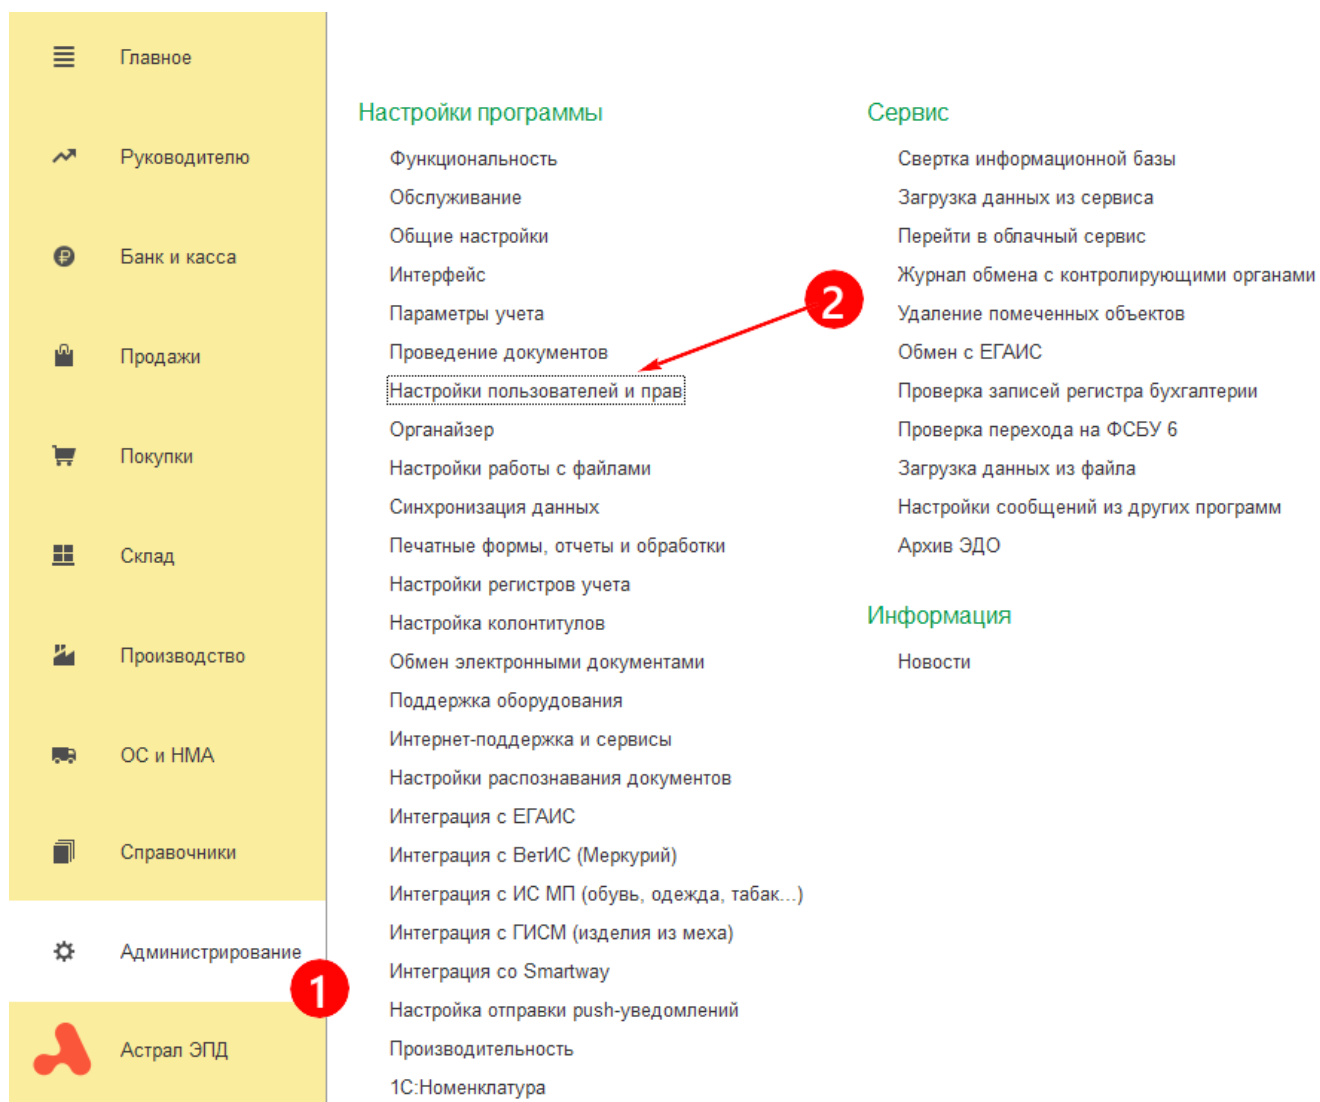 Главное
Руководителю
Банк и касса
Продажи
Покупки
Склад
Производство
ОС и НМА
Справочники
Администрирование
1
Астрал ЭПД
Настройки программы
Функциональность
Обслуживание
Общие настройки
Интерфейс
Параметры учета
2
Проведение документов
Настройки пользователей и прав
Органайзер
Настройки работы с файлами
Синхронизация данных
Печатные формы, отчеты и обработки
Настройки регистров учета
Настройка колонтитулов
Обмен электронными документами
Поддержка оборудования
Интернет-поддержка и сервисы
Настройки распознавания документов
Интеграция с ЕГАИС
Интеграция с ВетИС (Меркурий)
Интеграция с ИС МП (обувь, одежда, табак...)
Интеграция с ГИСМ (изделия из меха)
Интеграция со Smartway
Настройка отправки push-уведомлений
Производительность
1С:Номенклатура
Сервис
Свертка информационной базы
Загрузка данных из сервиса
Перейти в облачный сервис
Журнал обмена с контролирующими органами
Удаление помеченных объектов
Обмен с ЕГАИС
Проверка записей регистра бухгалтерии
Проверка перехода на ФСБУ 6
Загрузка данных из файла
Настройки сообщений из других программ
Архив ЭДО
Информация
Новости